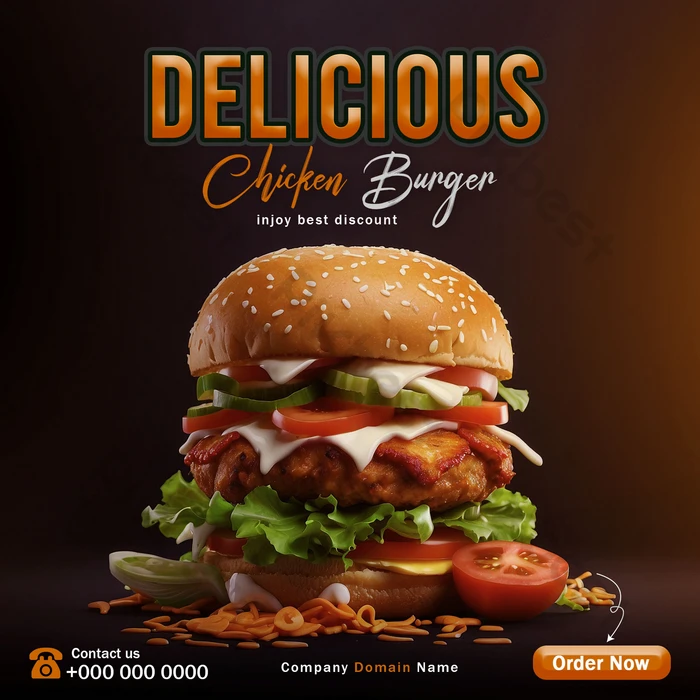 DELICIOUS
Chicken Burger
injoy best discount
Contact us
+000 000 0000
Company Domain Name
Order Now